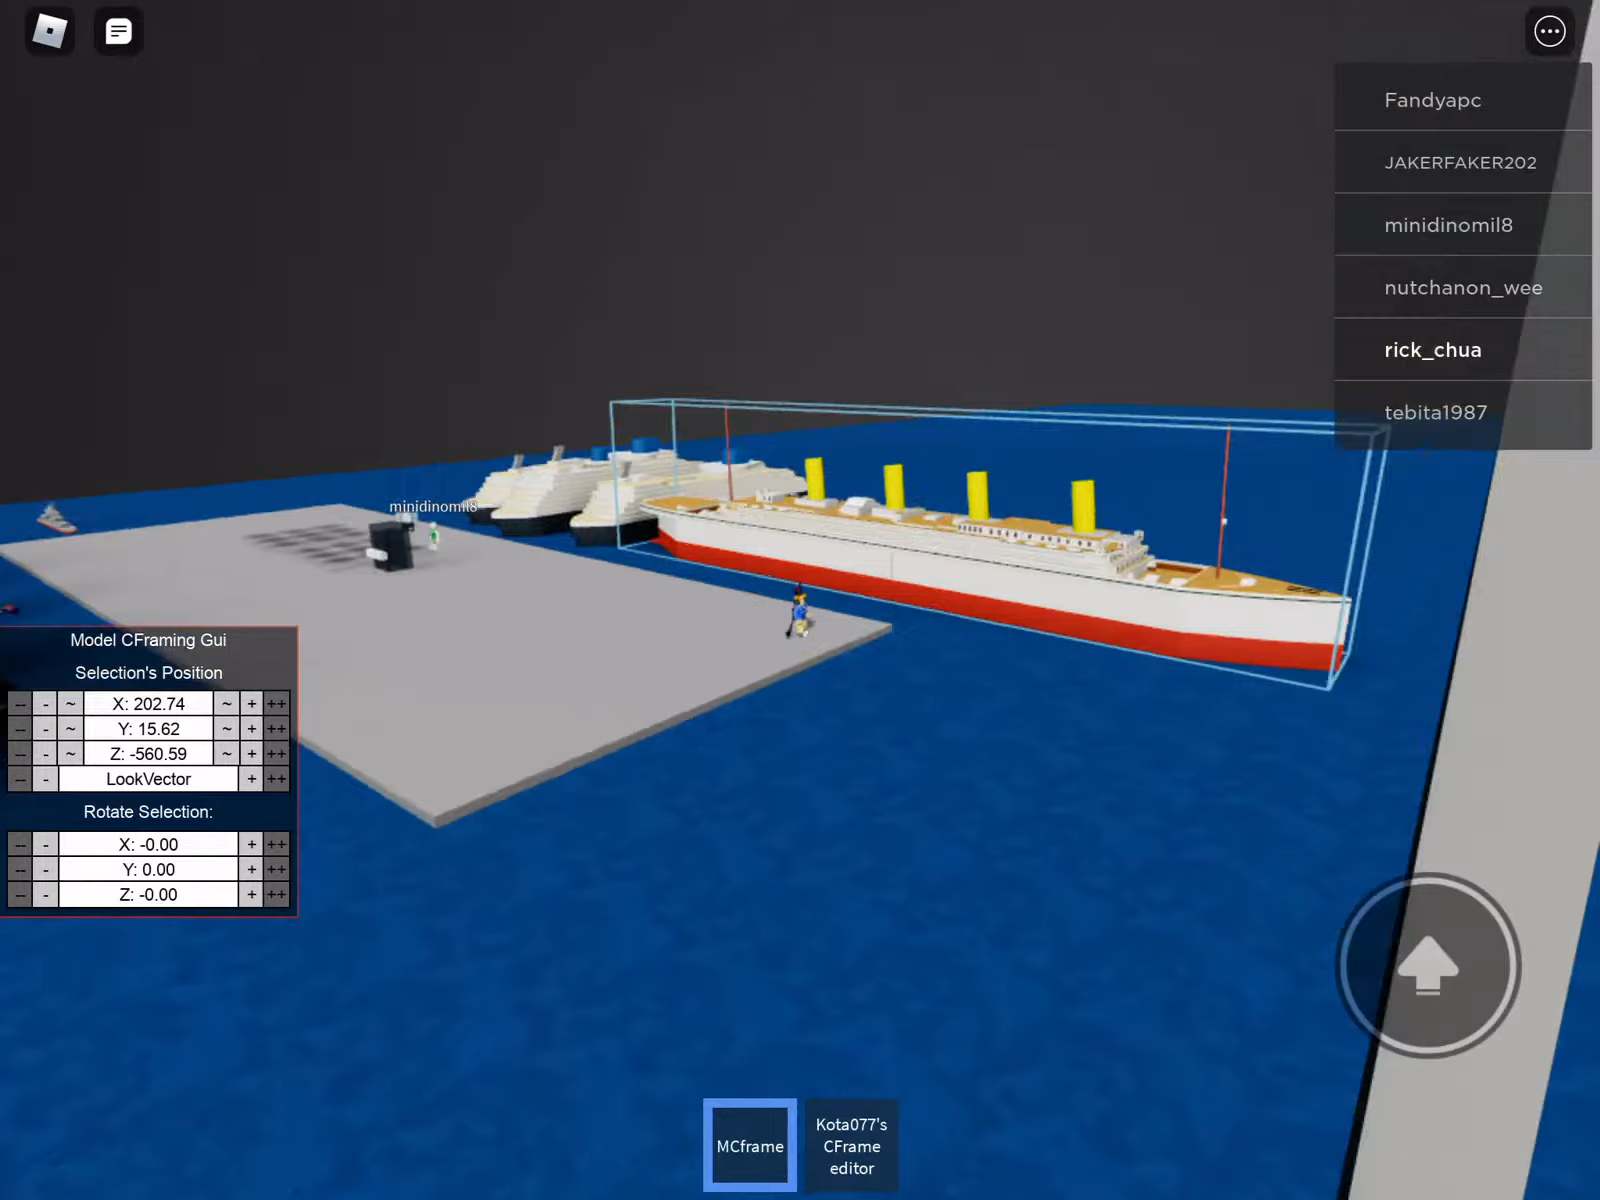 Fandyapc
JAKERFAKER202
minidinomil8
nutchanon_wee
rick_chua
tebita1987
minidinomil8
Model CFraming Gui
Selection's Position
-- - ~ X: 202.74 ~ + ++
-- - ~ Y: 15.62 ~ + ++
-- - ~ Z: -560.59 ~ + ++
-- - LookVector + ++
Rotate Selection:
-- - X: -0.00 + ++
-- - Y: 0.00 + ++
-- - Z: -0.00 + ++
MCframe
Kota077's
CFrame
editor